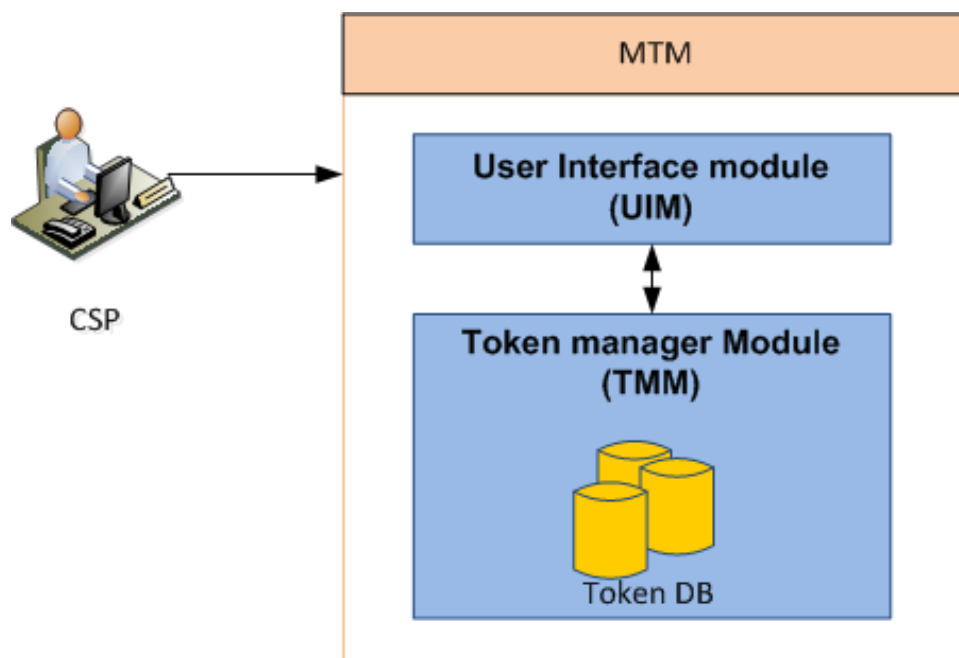 MTM
User Interface module
(UIM)
CSP
Token manager Module
(TMM)
Token DB